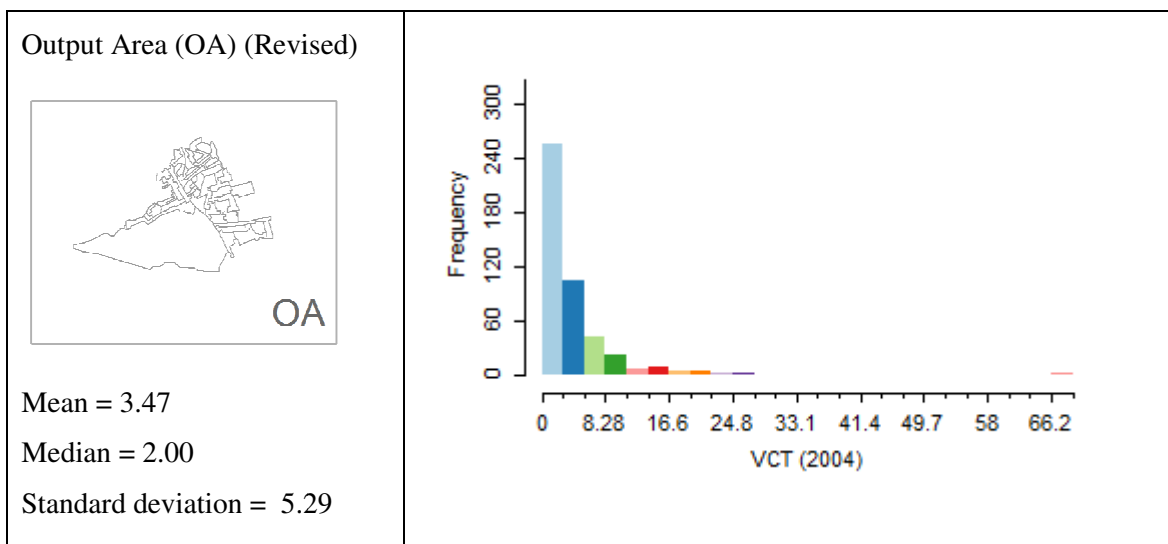 Output Area (OA) (Revised)
OA
Mean = 3.47
Median = 2.00
Standard deviation = 5.29
300
240
180
120
60
0
Frequency
0 8.28 16.6 24.8 33.1 41.4 49.7 58 66.2
VCT (2004)